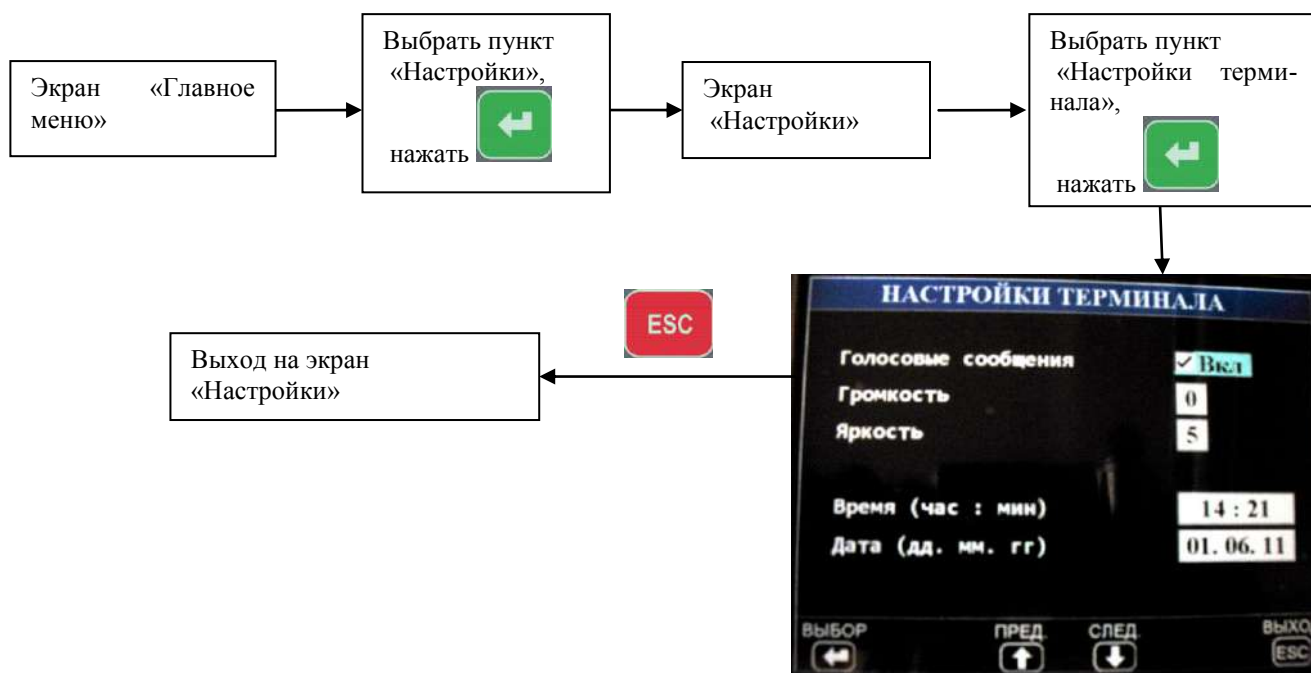 Экран «Главное
меню»
Выбрать пункт
«Настройки»,
нажать
Экран
«Настройки»
Выбрать пункт
«Настройки терми-
нала»,
нажать
ESC
Выход на экран
«Настройки»
НАСТРОЙКИ ТЕРМИНАЛА
Голосовые сообщения Вкл
Громкость 0
Яркость 5
Время (час : мин) 14 : 21
Дата (дд. мм. гг) 01. 06. 11
ВЫБОР ПРЕД. СЛЕД. ВЫХО
ESC